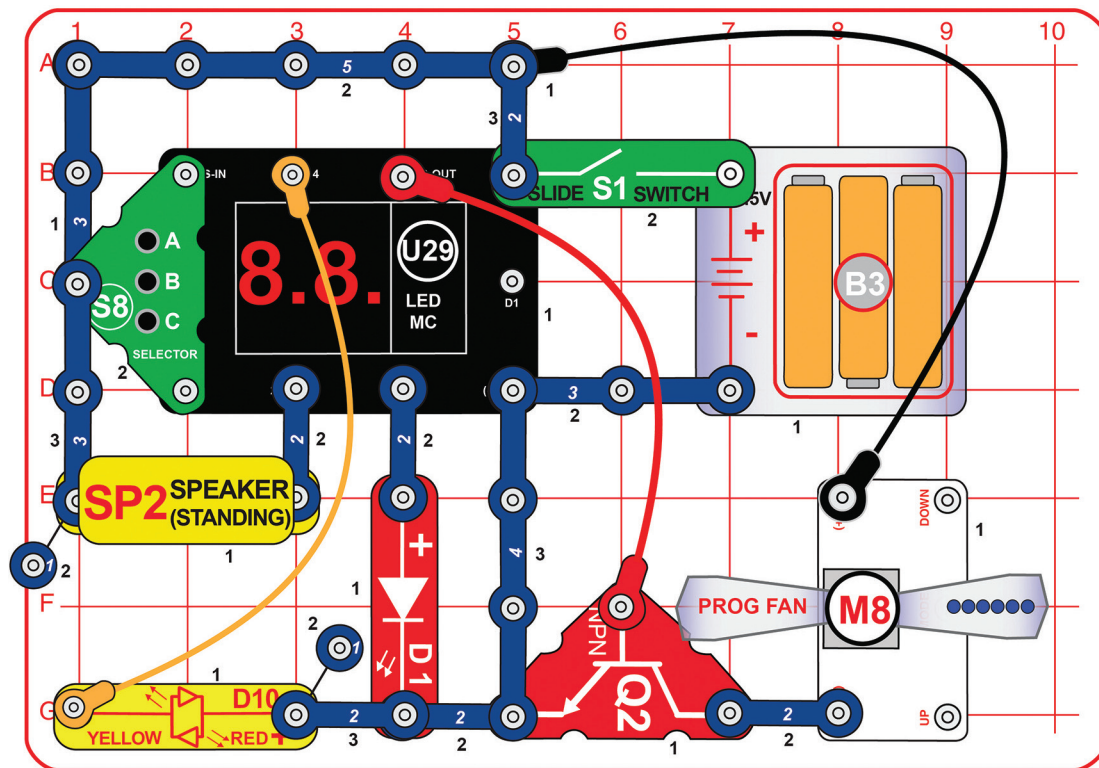 1 2 3 4 5 6 7 8 9 10
A
5
2
1
3
2
B
S-IN
4
OUT
SLIDE S1 SWITCH
2
5V
1
3
A
C
B
S8
C
SELECTOR
2
8.8.
U29
LED
MC
D1
1
+
-
B3
D
3
2
1
3
3
2
2
2
2
E
SP2 SPEAKER
(STANDING)
1
1
2
+
1
D1
4
3
DOWN
1
F
NPN
Q2
1
PROG FAN
M8
2
1
1
G
D10
YELLOW
RED +
2
3
2
2
2
2
UP